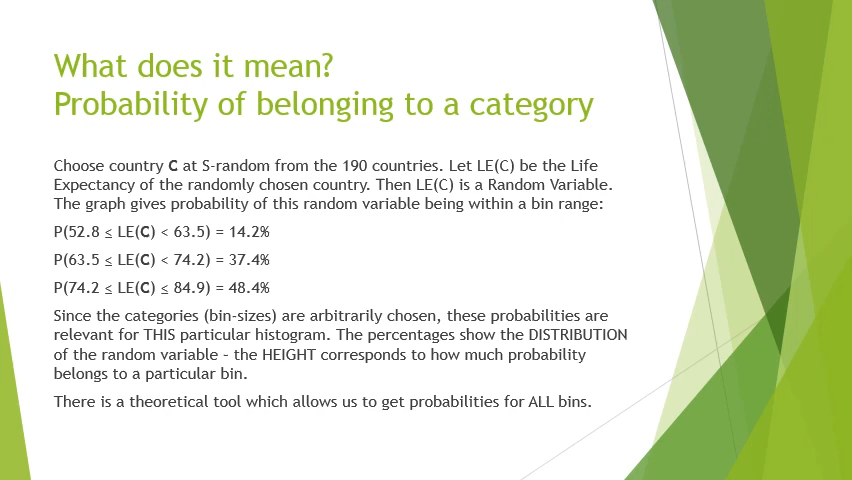 What does it mean?
Probability of belonging to a category
Choose country C at S-random from the 190 countries. Let LE(C) be the Life
Expectancy of the randomly chosen country. Then LE(C) is a Random Variable.
The graph gives probability of this random variable being within a bin range:
P(52.8 ≤ LE(C) < 63.5) = 14.2%
P(63.5 ≤ LE(C) < 74.2) = 37.4%
P(74.2 ≤ LE(C) ≤ 84.9) = 48.4%
Since the categories (bin-sizes) are arbitrarily chosen, these probabilities are
relevant for THIS particular histogram. The percentages show the DISTRIBUTION
of the random variable – the HEIGHT corresponds to how much probability
belongs to a particular bin.
There is a theoretical tool which allows us to get probabilities for ALL bins.